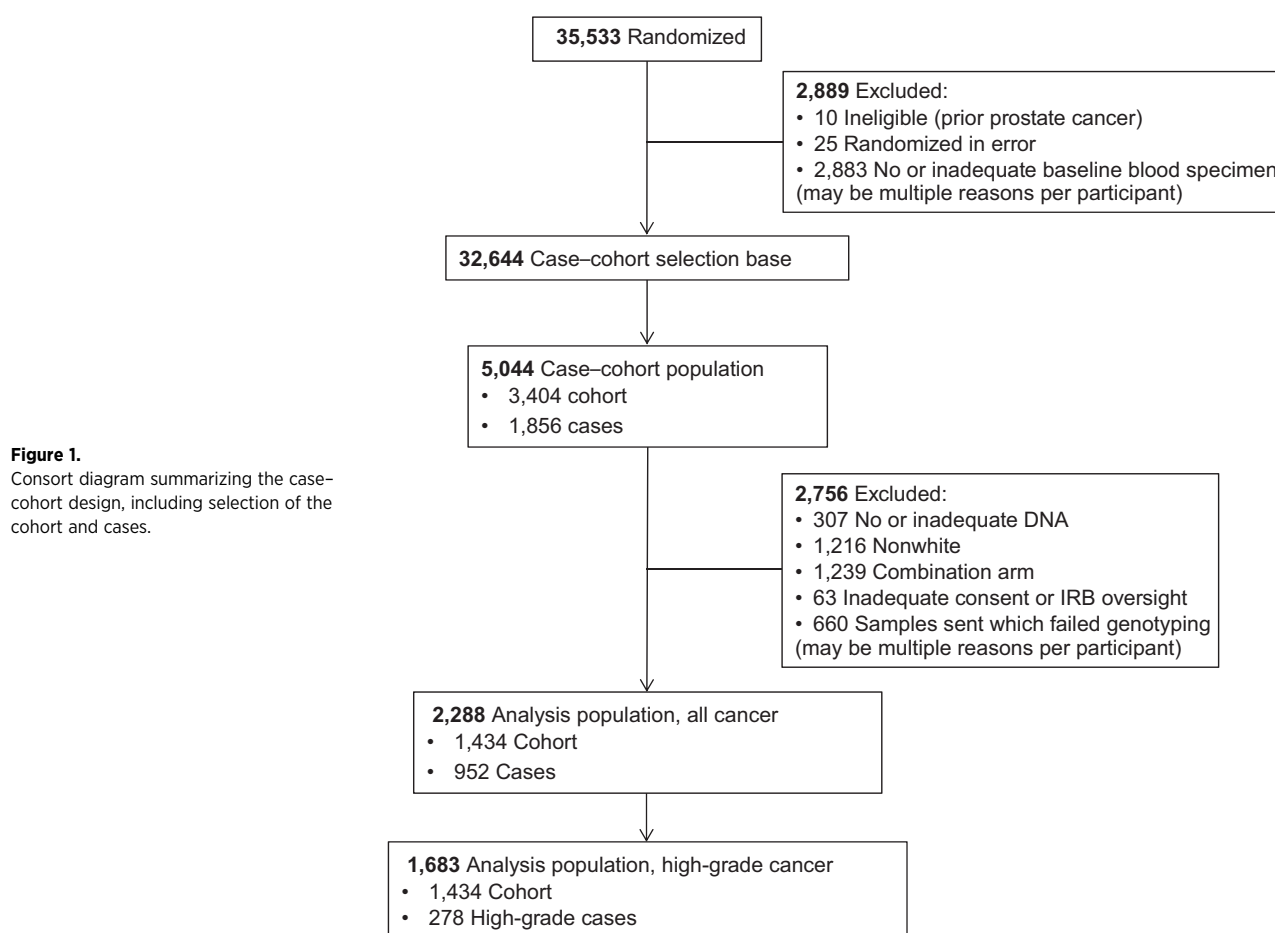 35,533 Randomized
2,889 Excluded:
• 10 Ineligible (prior prostate cancer)
• 25 Randomized in error
• 2,883 No or inadequate baseline blood specimen
(may be multiple reasons per participant)
32,644 Case–cohort selection base
5,044 Case–cohort population
• 3,404 cohort
• 1,856 cases
Figure 1.
Consort diagram summarizing the case–
cohort design, including selection of the
cohort and cases.
2,756 Excluded:
• 307 No or inadequate DNA
• 1,216 Nonwhite
• 1,239 Combination arm
• 63 Inadequate consent or IRB oversight
• 660 Samples sent which failed genotyping
(may be multiple reasons per participant)
2,288 Analysis population, all cancer
• 1,434 Cohort
• 952 Cases
1,683 Analysis population, high-grade cancer
• 1,434 Cohort
• 278 High-grade cases